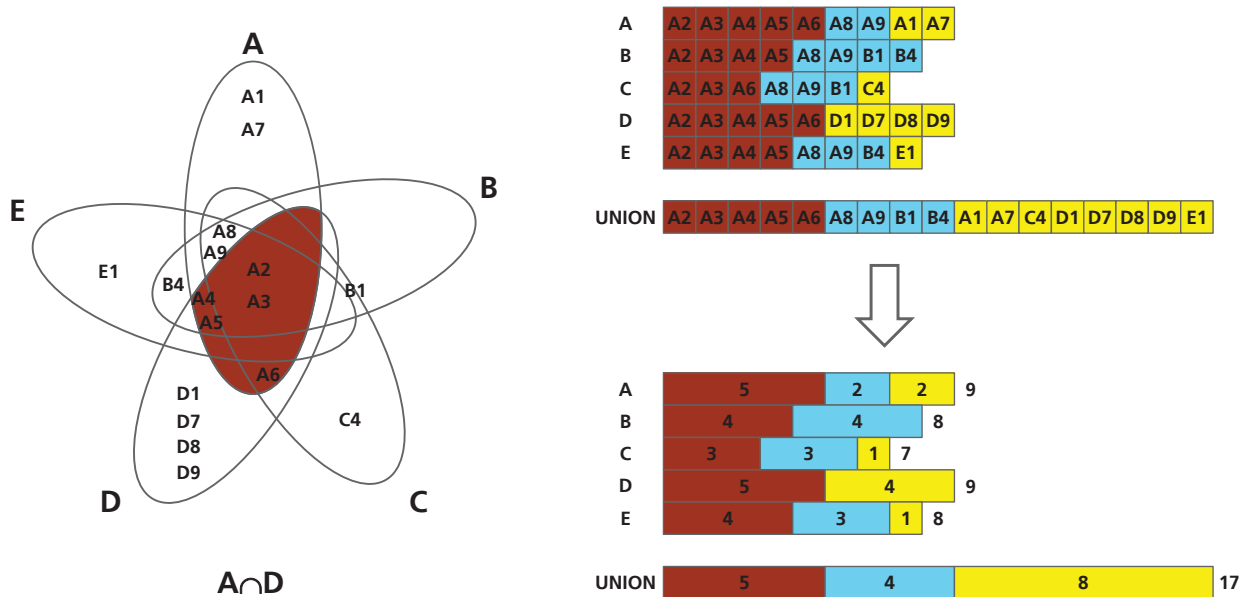 A
A1
A7
B
E
A8
A9
E1
A2
B4
B1
A4
A3
A5
A6
D1
D7
C4
D8
D9
D
C
A∩D
A A2 A3 A4 A5 A6 A8 A9 A1 A7
B A2 A3 A4 A5 A8 A9 B1 B4
C A2 A3 A6 A8 A9 B1 C4
D A2 A3 A4 A5 A6 D1 D7 D8 D9
E A2 A3 A4 A5 A8 A9 B4 E1
UNION A2 A3 A4 A5 A6 A8 A9 B1 B4 A1 A7 C4 D1 D7 D8 D9 E1
A 5 2 2 9
B 4 4 8
C 3 3 1 7
D 5 4 9
E 4 3 1 8
UNION 5 4 8 17